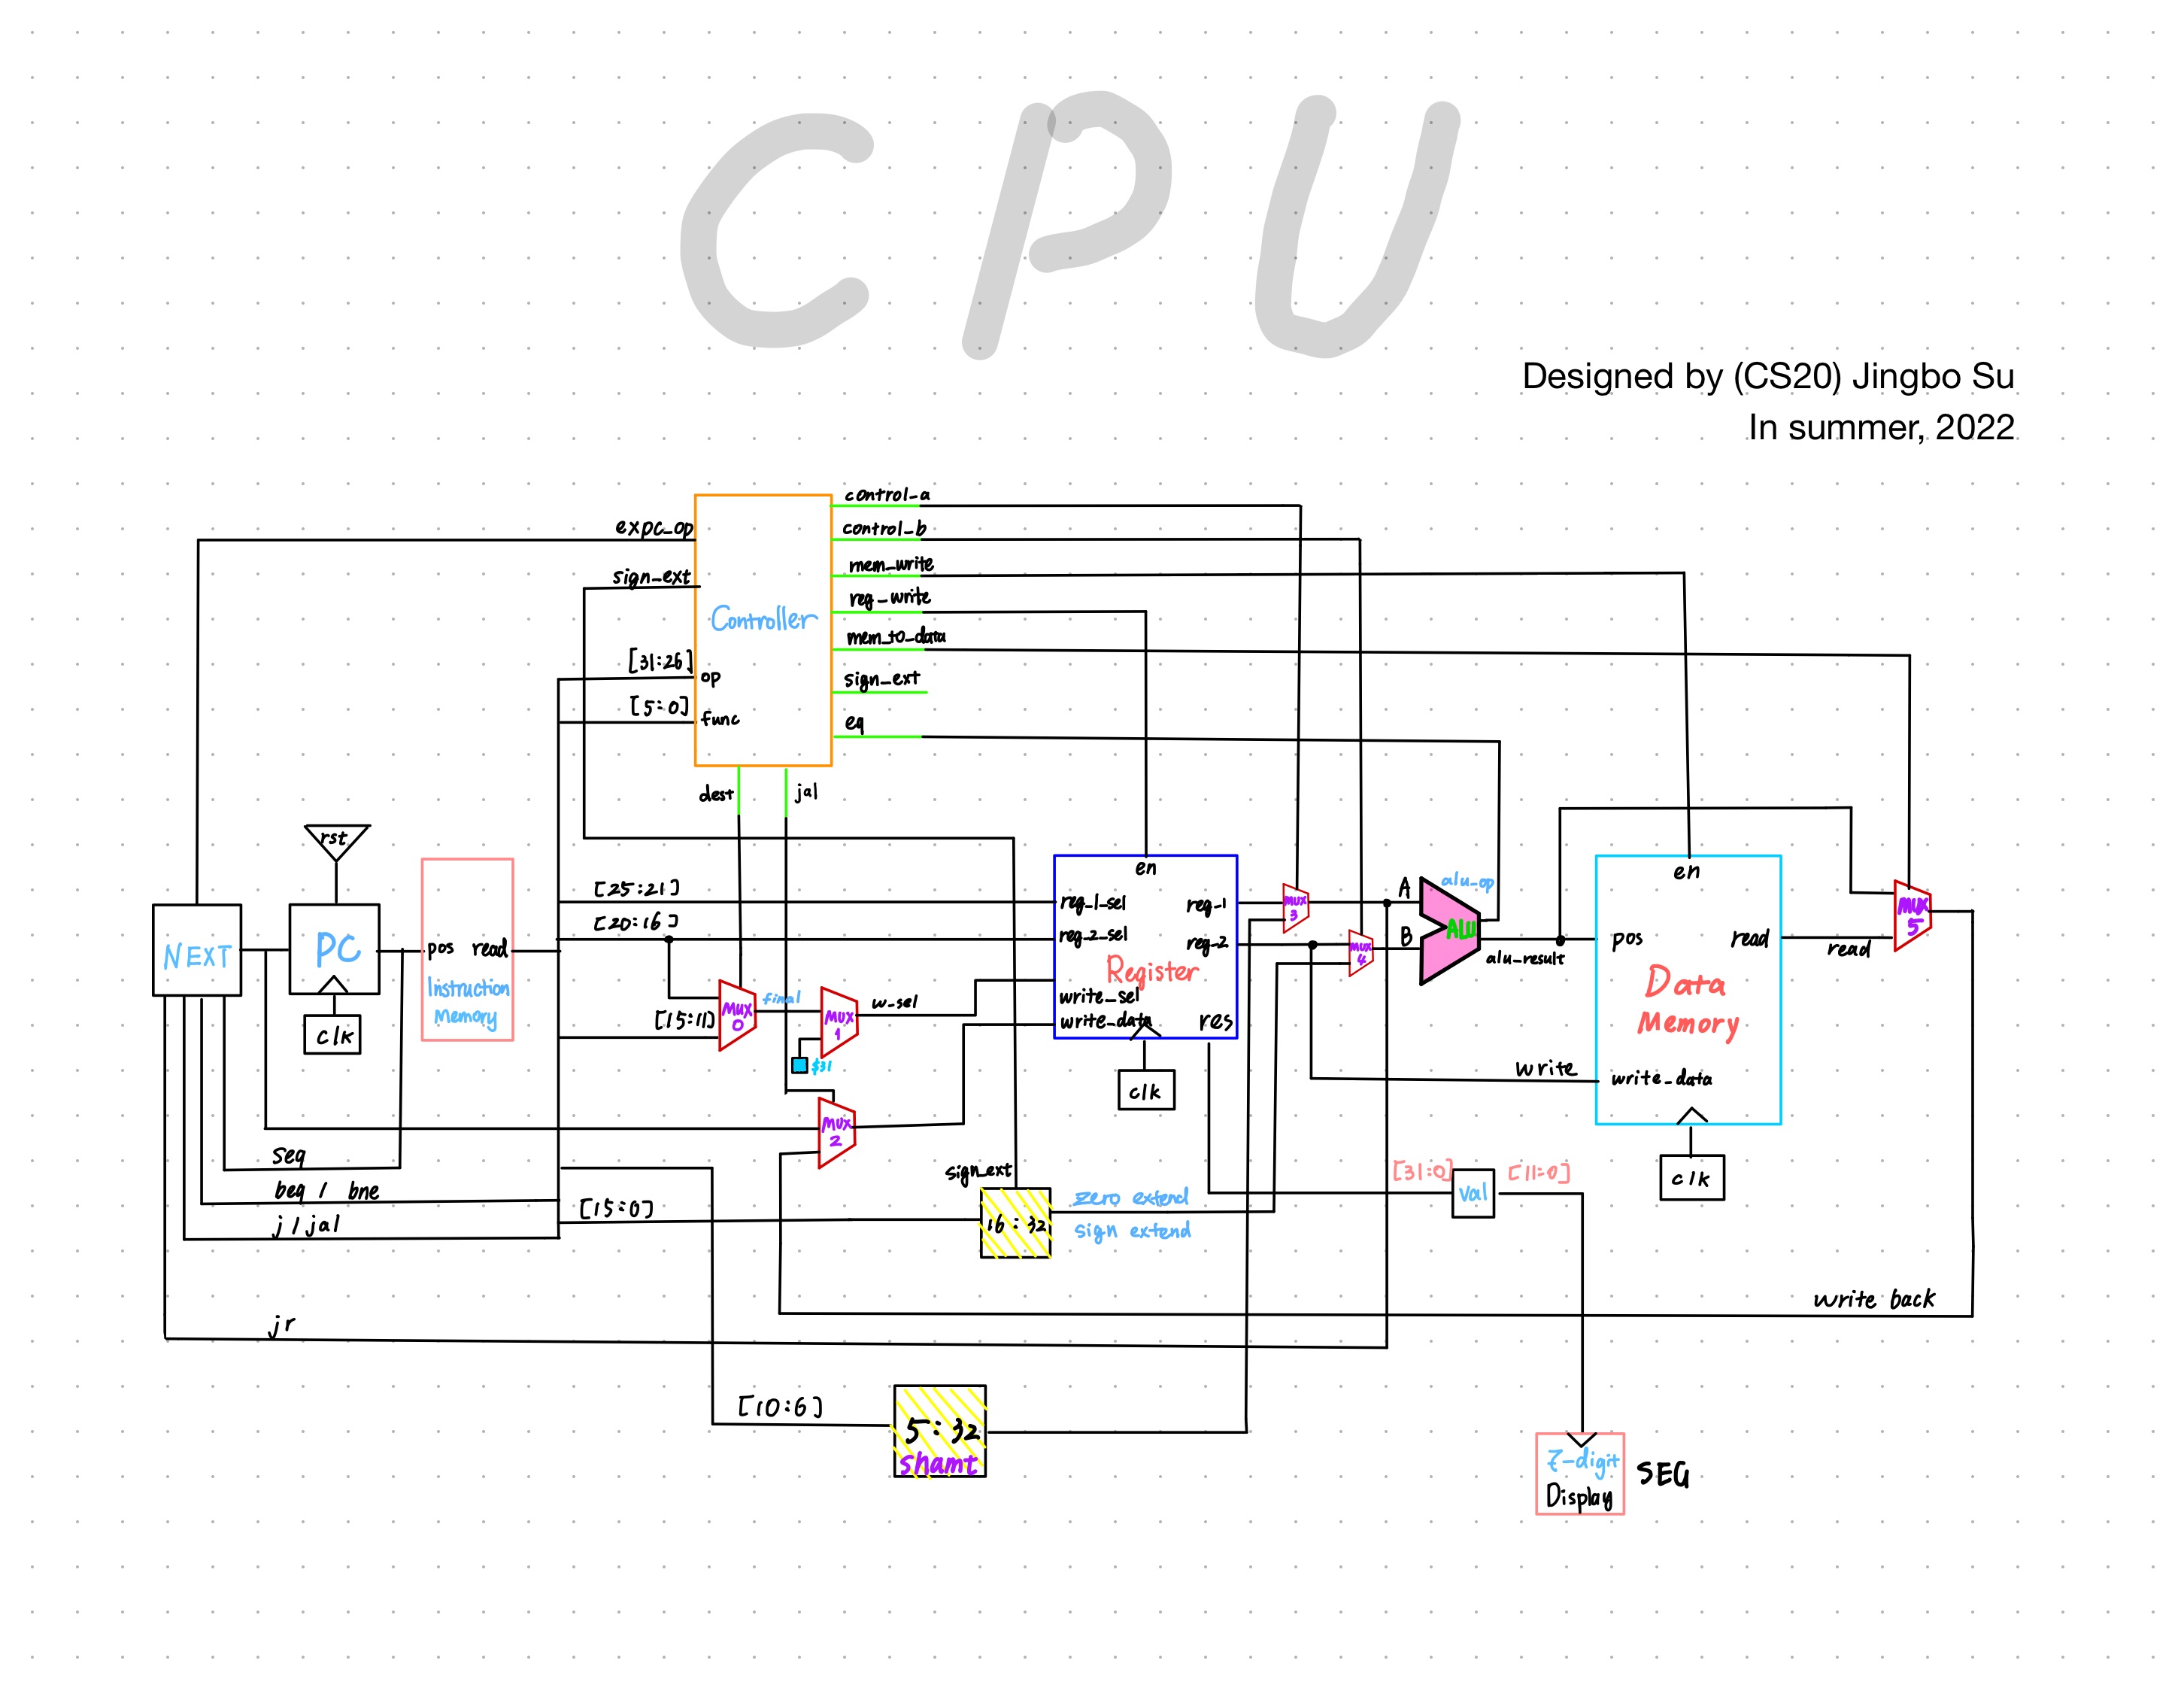 CPU
Designed by (CS20) Jingbo Su
In summer, 2022
control_a
expc_op
control_b
mem_write
sign_ext
reg_write
Controller
mem_to_data
[31:26]
op
sign_ext
[5:0]
func
eq
dest
jal
rst
en
en
[25:21]
reg_1_sel
reg_1
MUX
3
A
alu_op
[20:16]
reg_2_sel
reg_2
MUX
4
B
ALU
alu_result
NEXT
PC
pos
read
Instruction
Memory
clk
Register
pos
read
read
MUX
5
Data
Memory
MUX
0
final
MUX
1
w_sel
write_sel
[15:11]
write_data
res
$31
clk
write
write_data
clk
MUX
2
seq
beq / bne
j / jal
[15:0]
sign_ext
16:32
zero extend
sign extend
[31:0]
Val
[11:0]
write back
jr
[10:6]
5:32
shamt
7-digit
Display
SEG